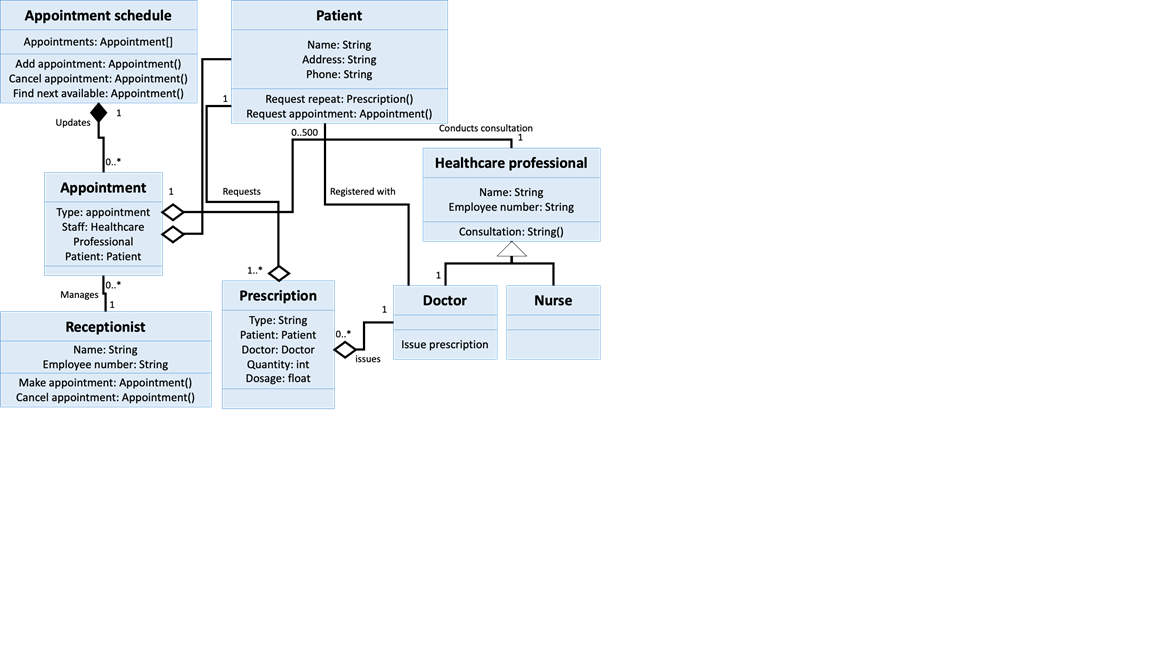 Appointment schedule
Appointments: Appointment[]
Add appointment: Appointment()
Cancel appointment: Appointment()
Find next available: Appointment()
Patient
Name: String
Address: String
Phone: String
Request repeat: Prescription()
Request appointment: Appointment()
1
Updates
1
0..*
0..500
Conducts consultation
1
Healthcare professional
Name: String
Employee number: String
Consultation: String()
Appointment
Type: appointment
Staff: Healthcare
Professional
Patient: Patient
1
Requests
Registered with
0..*
Manages
1
1..*
1
Receptionist
Name: String
Employee number: String
Make appointment: Appointment()
Cancel appointment: Appointment()
Prescription
Type: String
Patient: Patient
Doctor: Doctor
Quantity: int
Dosage: float
0..*
issues
1
Doctor
Issue prescription
Nurse